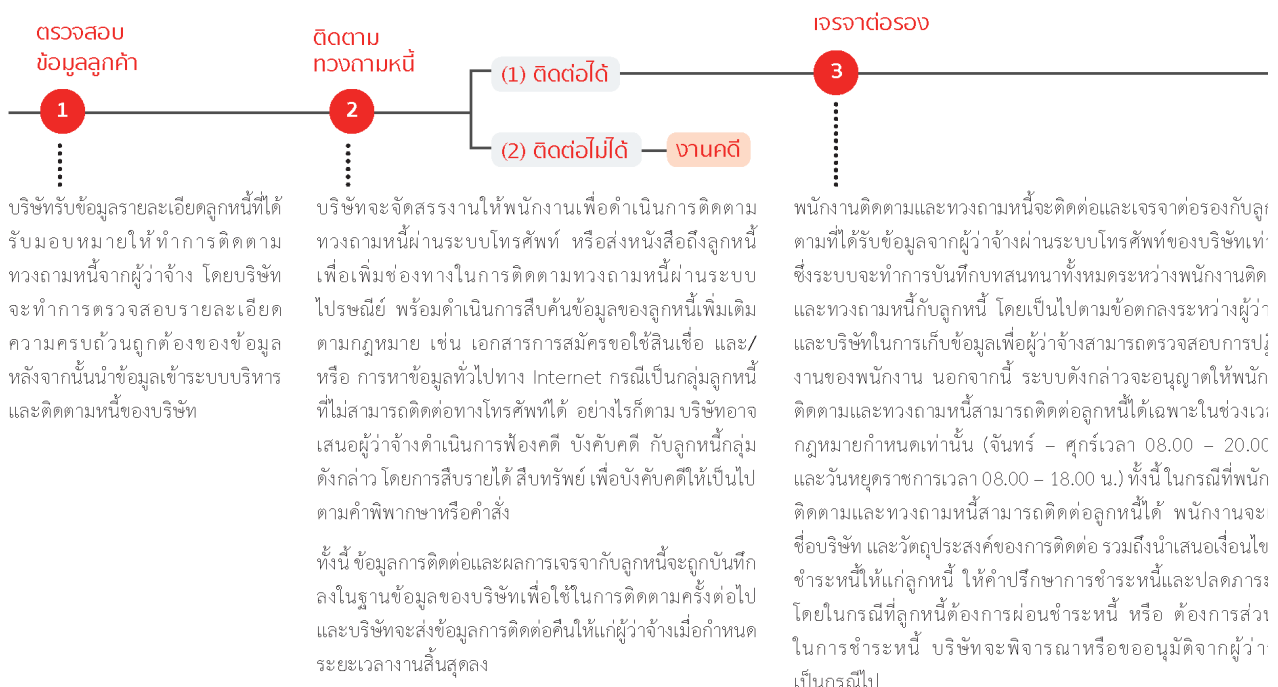 ตรวจสอบ
ข้อมูลลูกค้า
1
ติดตาม
ทวงถามหนี้
2
(1) ติดต่อได้
(2) ติดต่อไม่ได้
งานคดี
เจรจาต่อรอง
3
บริษัทรับข้อมูลรายละเอียดลูกหนี้ที่ได้
รับมอบหมายให้ทำการติดตาม
ทวงถามหนี้จากผู้ว่าจ้าง โดยบริษัท
จะทำการตรวจสอบรายละเอียด
ความครบถ้วนถูกต้องของข้อมูล
หลังจากนั้นนำข้อมูลเข้าระบบบริหาร
และติดตามหนี้ของบริษัท
บริษัทจะจัดสรรงานให้พนักงานเพื่อดำเนินการติดตาม
ทวงถามหนี้ผ่านระบบโทรศัพท์ หรือส่งหนังสือถึงลูกหนี้
เพื่อเพิ่มช่องทางในการติดตามทวงถามหนี้ผ่านระบบ
ไปรษณีย์ พร้อมดำเนินการสืบค้นข้อมูลของลูกหนี้เพิ่มเติม
ตามกฎหมาย เช่น เอกสารการสมัครขอใช้สินเชื่อ และ/
หรือ การหาข้อมูลทั่วไปทาง Internet กรณีเป็นกลุ่มลูกหนี้
ที่ไม่สามารถติดต่อทางโทรศัพท์ได้ อย่างไรก็ตาม บริษัทอาจ
เสนอผู้ว่าจ้างดำเนินการฟ้องคดี บังคับคดี กับลูกหนี้กลุ่ม
ดังกล่าว โดยการสืบรายได้ สืบทรัพย์ เพื่อบังคับคดีให้เป็นไป
ตามคำพิพากษาหรือคำสั่ง
ทั้งนี้ ข้อมูลการติดต่อและผลการเจรจากับลูกหนี้จะถูกบันทึก
ลงในฐานข้อมูลของบริษัทเพื่อใช้ในการติดตามครั้งต่อไป
และบริษัทจะส่งข้อมูลการติดต่อคืนให้แก่ผู้ว่าจ้างเมื่อกำหนด
ระยะเวลางานสิ้นสุดลง
พนักงานติดตามและทวงถามหนี้จะติดต่อและเจรจาต่อรองกับลูก
ตามที่ได้รับข้อมูลจากผู้ว่าจ้างผ่านระบบโทรศัพท์ของบริษัทเท่า
ซึ่งระบบจะทำการบันทึกบทสนทนาทั้งหมดระหว่างพนักงานติด
และทวงถามหนี้กับลูกหนี้ โดยเป็นไปตามข้อตกลงระหว่างผู้ว่า
และบริษัทในการเก็บข้อมูลเพื่อผู้ว่าจ้างสามารถตรวจสอบการปฏิ
งานของพนักงาน นอกจากนี้ ระบบดังกล่าวจะอนุญาตให้พนัก
ติดตามและทวงถามหนี้สามารถติดต่อลูกหนี้ได้เฉพาะในช่วงเวล
กฎหมายกำหนดเท่านั้น (จันทร์ – ศุกร์เวลา 08.00 – 20.00
และวันหยุดราชการเวลา 08.00 – 18.00 น.) ทั้งนี้ ในกรณีที่พนัก
ติดตามและทวงถามหนี้สามารถติดต่อลูกหนี้ได้ พนักงานจะ
ชื่อบริษัท และวัตถุประสงค์ของการติดต่อ รวมถึงนำเสนอเงื่อนไข
ชำระหนี้ให้แก่ลูกหนี้ ให้คำปรึกษาการชำระหนี้และปลดภาระ
โดยในกรณีที่ลูกหนี้ต้องการผ่อนชำระหนี้ หรือ ต้องการส่วน
ในการชำระหนี้ บริษัทจะพิจารณาหรือขออนุมัติจากผู้ว่า
เป็นกรณีไป